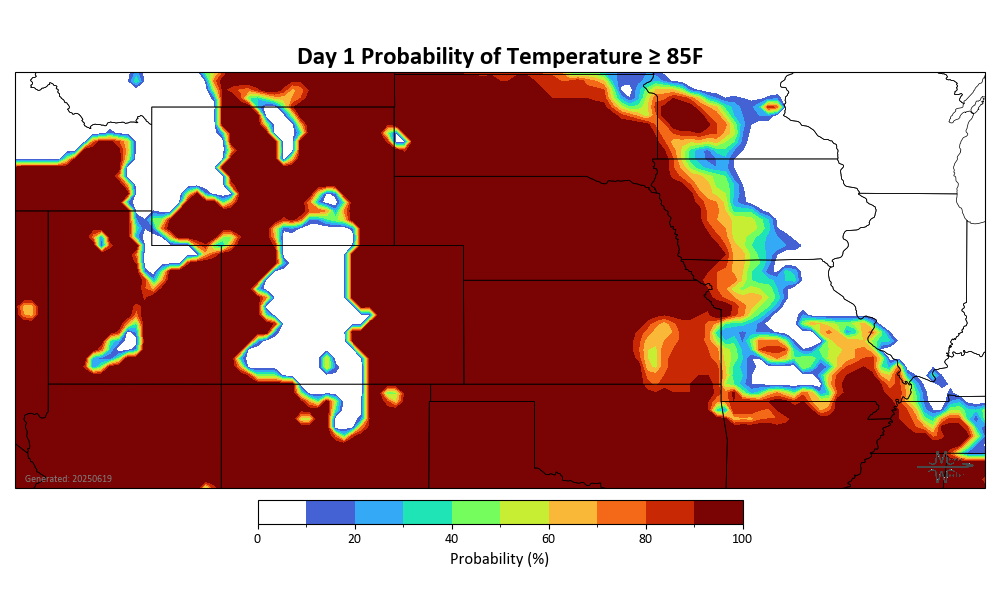 Day 1 Probability of Temperature ≥ 85F
Generated: 20250619
0 20 40 60 80 100
Probability (%)